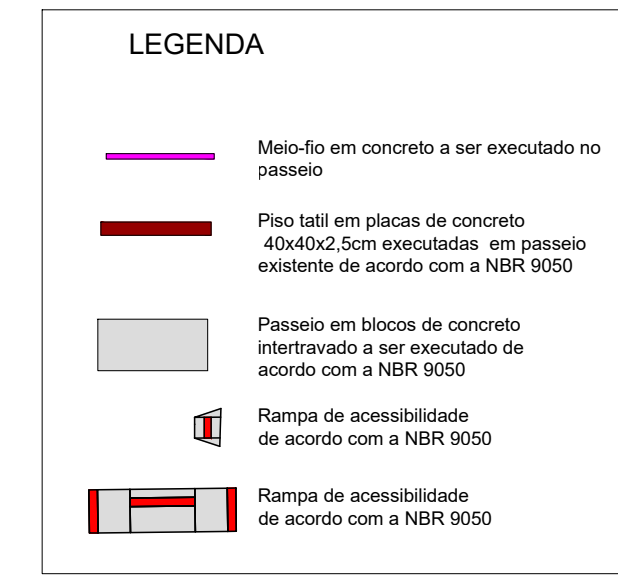 LEGENDA
Meio-fio em concreto a ser executado no
passeio
Piso tatil em placas de concreto
40x40x2,5cm executadas em passeio
existente de acordo com a NBR 9050
Passeio em blocos de concreto
intertravado a ser executado de
acordo com a NBR 9050
Rampa de acessibilidade
de acordo com a NBR 9050
Rampa de acessibilidade
de acordo com a NBR 9050